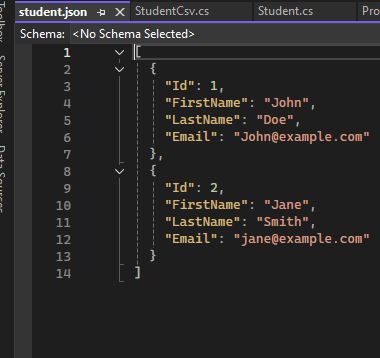 student.json StudentCsv.cs Student.cs Pro
Schema: <No Schema Selected>
Toolbox Server Explorer Data Sources
1 [
2 {
3 "Id": 1,
4 "FirstName": "John",
5 "LastName": "Doe",
6 "Email": "John@example.com"
7 },
8 {
9 "Id": 2,
10 "FirstName": "Jane",
11 "LastName": "Smith",
12 "Email": "jane@example.com"
13 }
14 ]